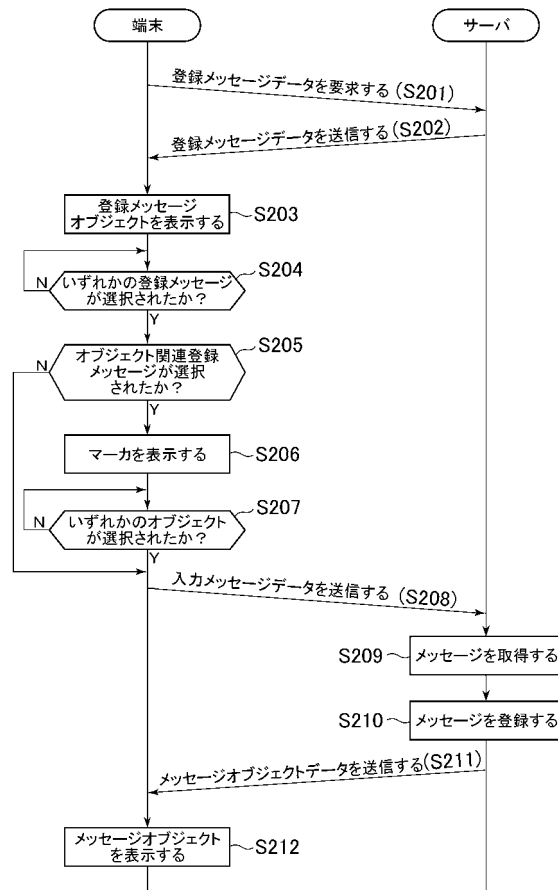 端末
サーバ
登録メッセージデータを要求する(S201)
登録メッセージデータを送信する(S202)
登録メッセージ
オブジェクトを表示する
S203
いずれかの登録メッセージ
が選択されたか?
S204
N
Y
オブジェクト関連登録
メッセージが選択
されたか?
S205
N
Y
マーカを表示する
S206
いずれかのオブジェクト
が選択されたか?
S207
N
Y
入力メッセージデータを送信する(S208)
S209
メッセージを取得する
S210
メッセージを登録する
メッセージオブジェクトデータを送信する(S211)
メッセージオブジェクト
を表示する
S212